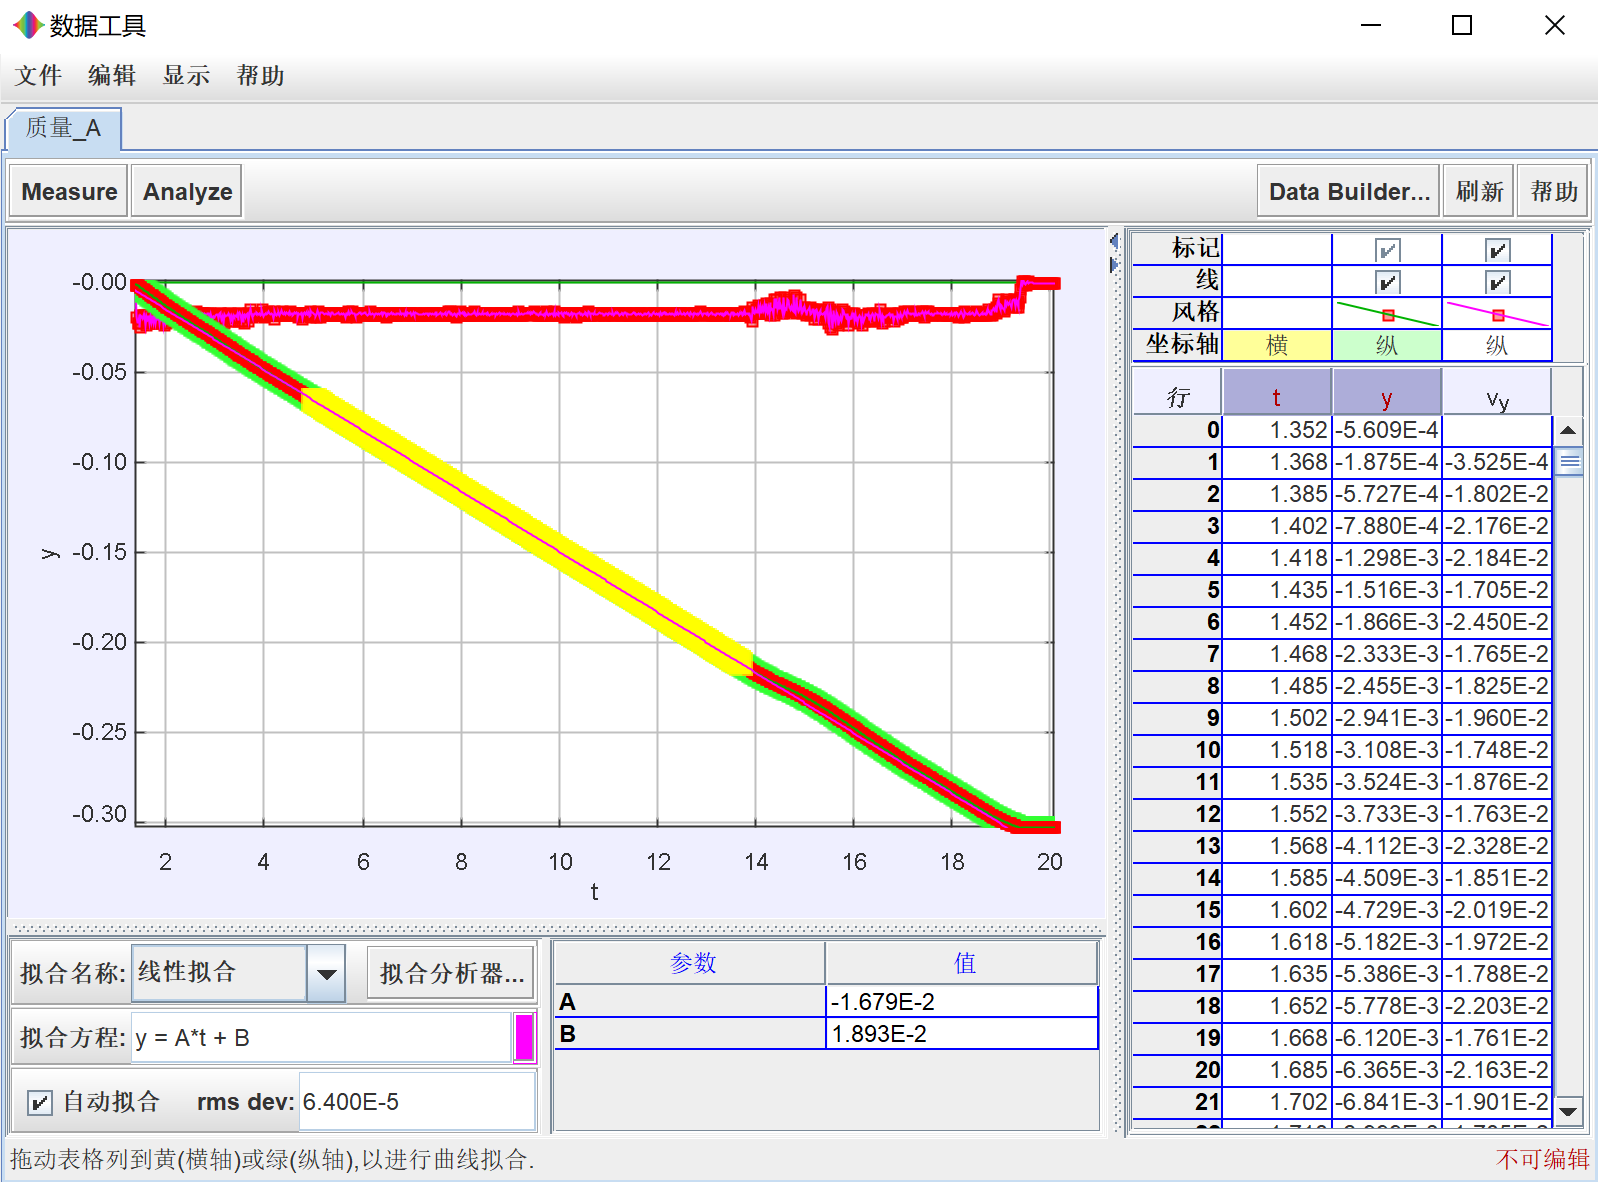 数据工具
文件 编辑 显示 帮助
质量_A
Measure Analyze Data Builder... 刷新 帮助
-0.00
-0.05
-0.10
-0.15
-0.20
-0.25
-0.30
y
2 4 6 8 10 12 14 16 18 20
t
标记
线
风格
坐标轴 横 纵 纵
行 t y vy
0 1.352 -5.609E-4
1 1.368 -1.875E-4 -3.525E-4
2 1.385 -5.727E-4 -1.802E-2
3 1.402 -7.880E-4 -2.176E-2
4 1.418 -1.298E-3 -2.184E-2
5 1.435 -1.516E-3 -1.705E-2
6 1.452 -1.866E-3 -2.450E-2
7 1.468 -2.333E-3 -1.765E-2
8 1.485 -2.455E-3 -1.825E-2
9 1.502 -2.941E-3 -1.960E-2
10 1.518 -3.108E-3 -1.748E-2
11 1.535 -3.524E-3 -1.876E-2
12 1.552 -3.733E-3 -1.763E-2
13 1.568 -4.112E-3 -2.328E-2
14 1.585 -4.509E-3 -1.851E-2
15 1.602 -4.729E-3 -2.019E-2
16 1.618 -5.182E-3 -1.972E-2
17 1.635 -5.386E-3 -1.788E-2
18 1.652 -5.778E-3 -2.203E-2
19 1.668 -6.120E-3 -1.761E-2
20 1.685 -6.365E-3 -2.163E-2
21 1.702 -6.841E-3 -1.901E-2
拟合名称: 线性拟合 拟合分析器...
拟合方程: y = A*t + B
自动拟合 rms dev: 6.400E-5
参数 值
A -1.679E-2
B 1.893E-2
拖动表格列到黄(横轴)或绿(纵轴),以进行曲线拟合.
不可编辑